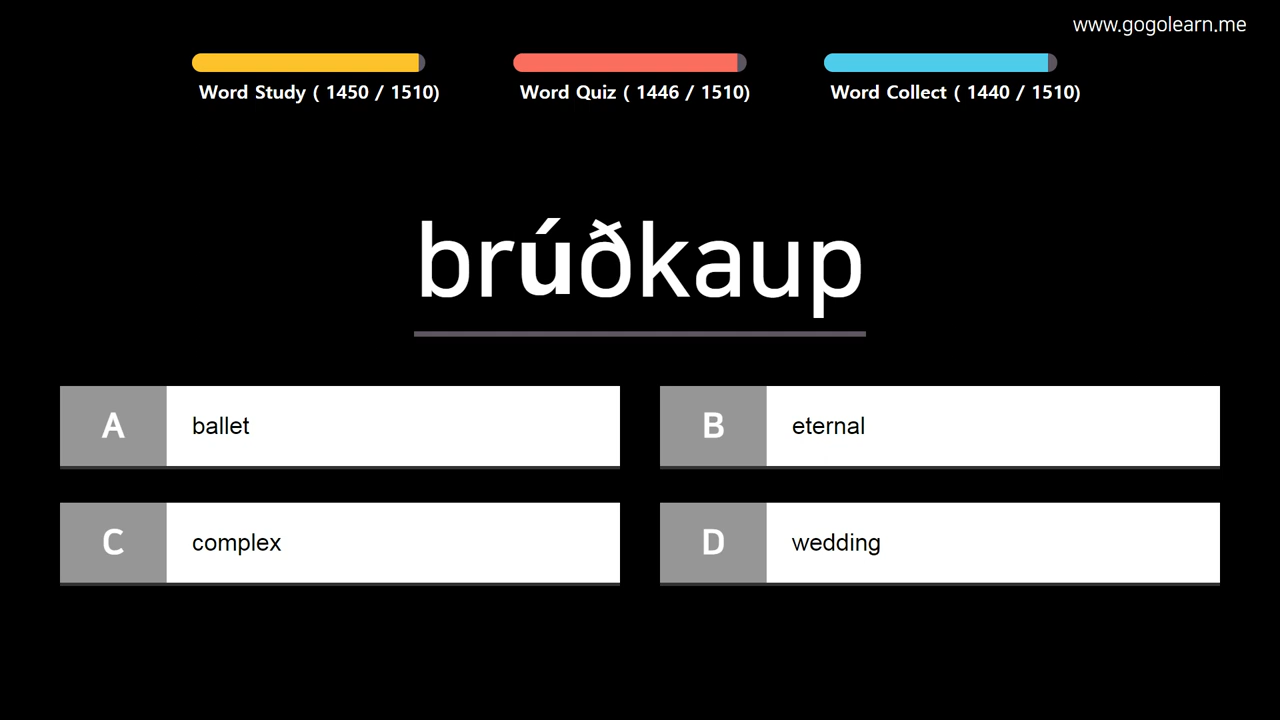 www.gogolearn.me
Word Study ( 1450 / 1510)
Word Quiz ( 1446 / 1510)
Word Collect ( 1440 / 1510)
brúðkaup
A ballet
B eternal
C complex
D wedding